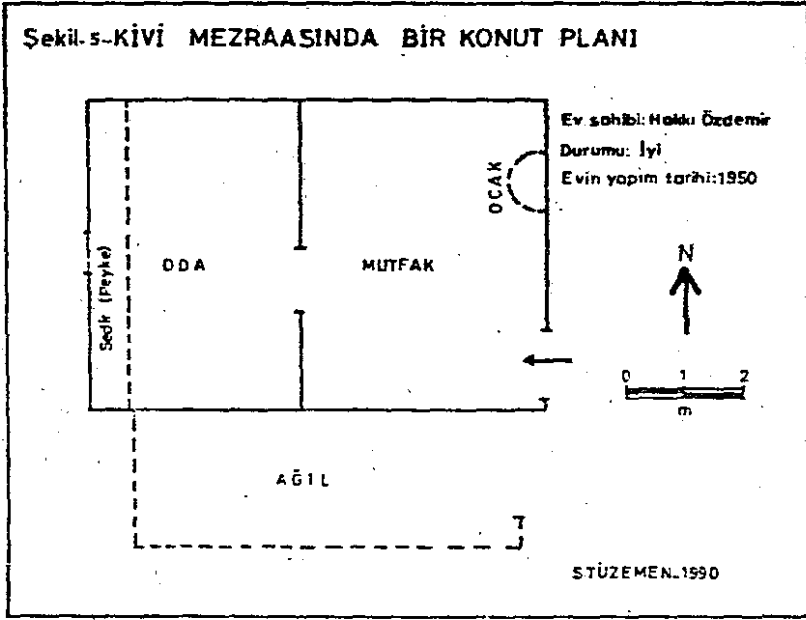 Şekil-5-KİVİ MEZRAASINDA BİR KONUT PLANI
Ev sahibi: Hakkı Özdemir
Durumu: İyi
Evin yapım tarihi:1950
OCAK
ODA
MUTFAK
Sedir (Peyke)
N
0 1 2
m
AĞIL
S.TÜZEMEN-1990